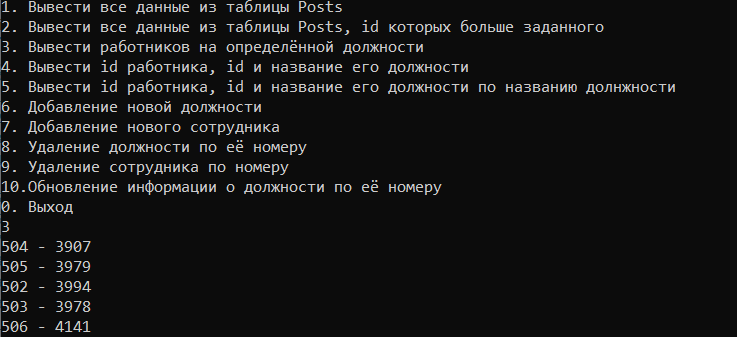 1. Вывести все данные из таблицы Posts
2. Вывести все данные из таблицы Posts, id которых больше заданного
3. Вывести работников на определённой должности
4. Вывести id работника, id и название его должности
5. Вывести id работника, id и название его должности по названию долнжности
6. Добавление новой должности
7. Добавление нового сотрудника
8. Удаление должности по её номеру
9. Удаление сотрудника по номеру
10.Обновление информации о должности по её номеру
0. Выход
3
504 - 3907
505 - 3979
502 - 3994
503 - 3978
506 - 4141